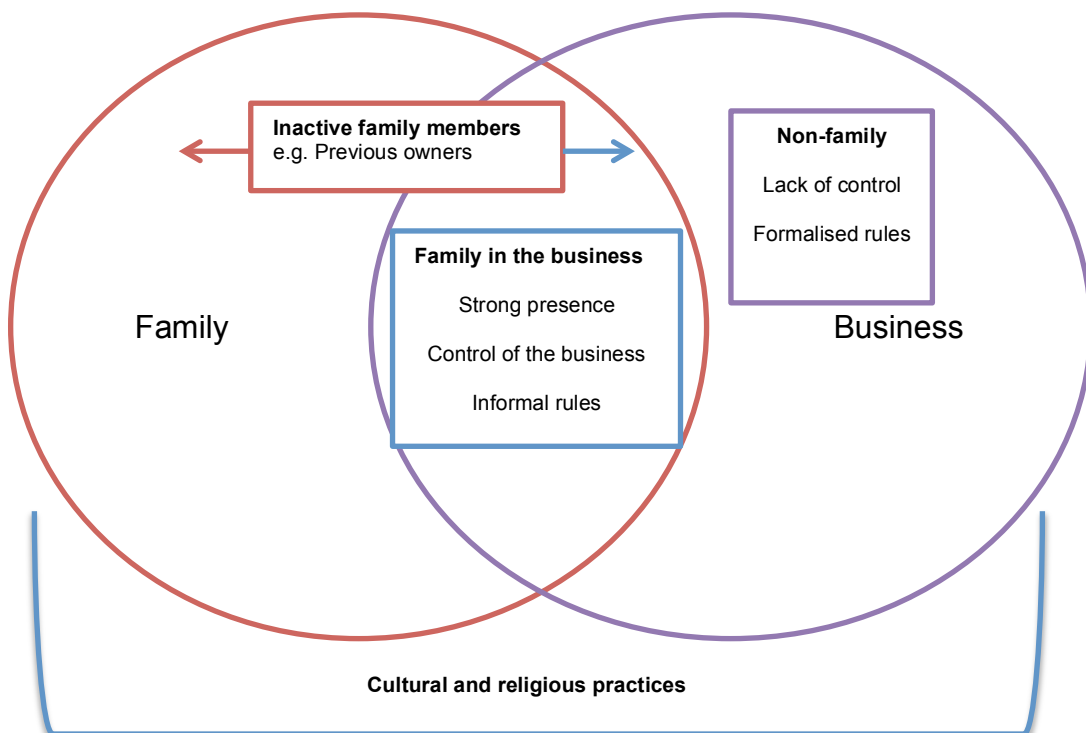 Inactive family members
e.g. Previous owners
Non-family
Lack of control
Formalised rules
Family in the business
Strong presence
Control of the business
Informal rules
Family
Business
Cultural and religious practices